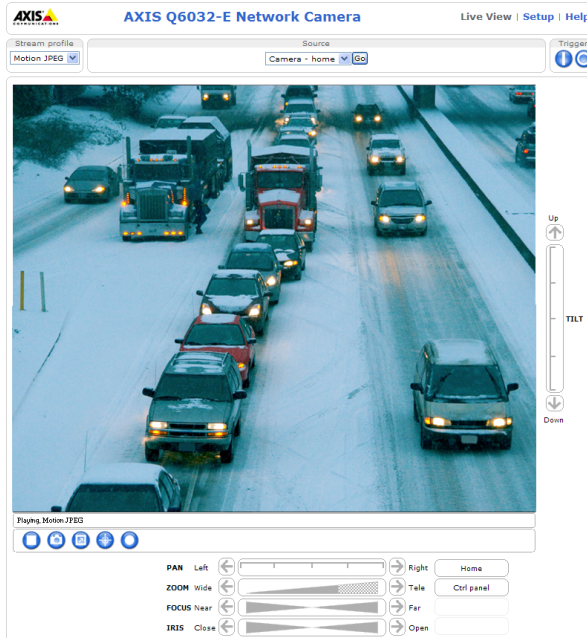 AXIS
COMMUNICATIONS
AXIS Q6032-E Network Camera
Live View | Setup | Help
Stream profile
Source
Trigger
Motion JPEG
Camera - home
Go
Up
TILT
Down
Playing, Motion JPEG
PAN Left Right Home
ZOOM Wide Tele Ctrl panel
FOCUS Near Far
IRIS Close Open